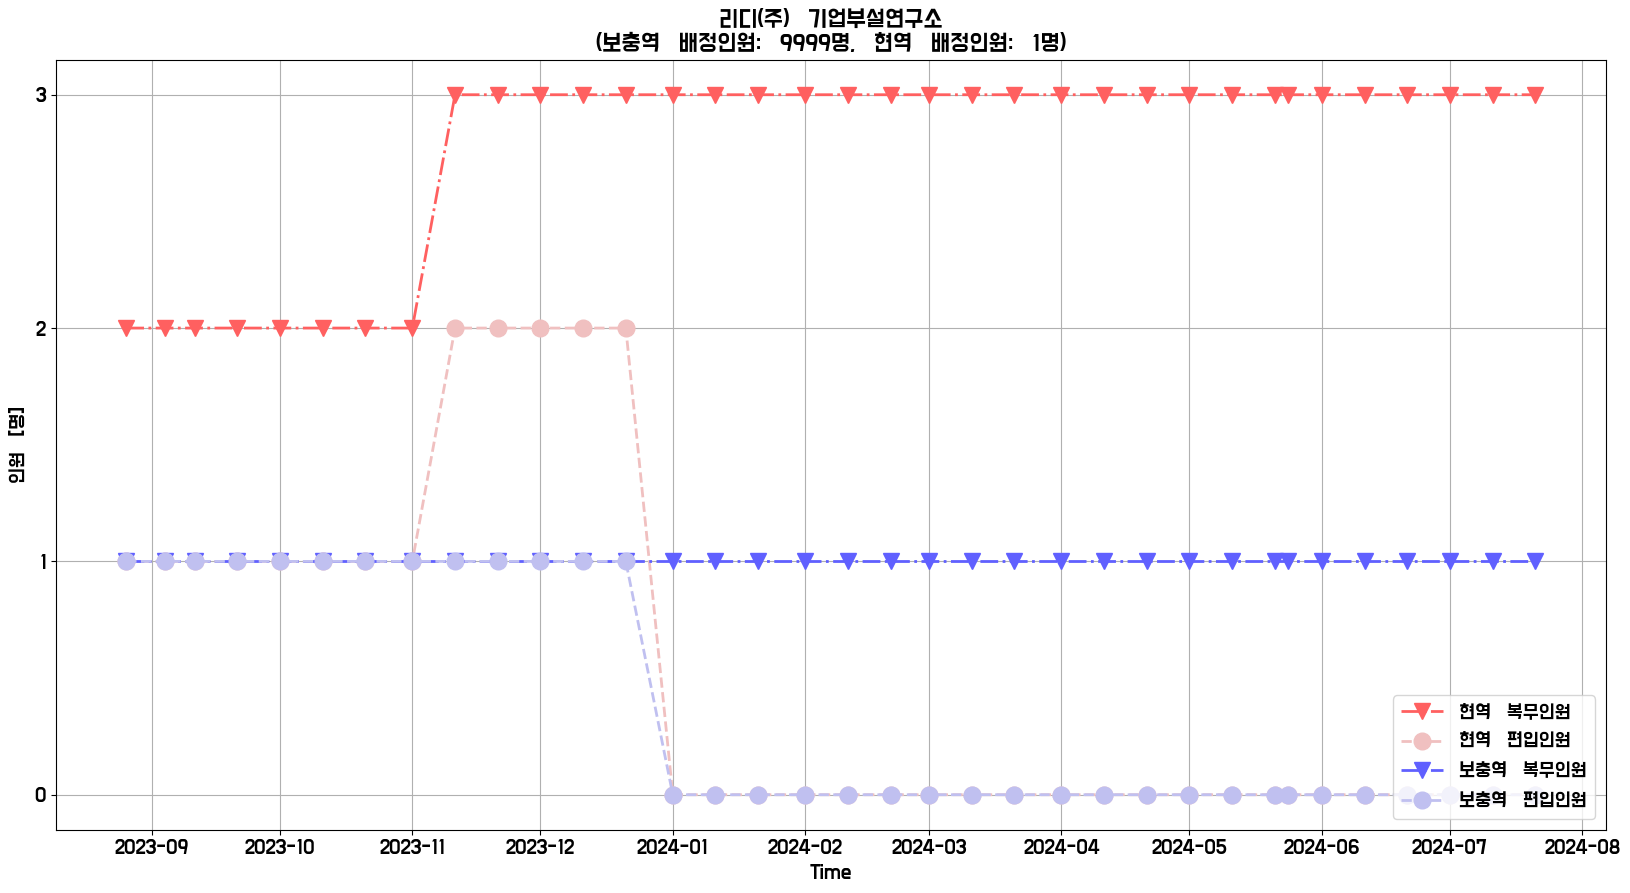 리디(주) 기업부설연구소
(보충역 배정인원: 9999명, 현역 배정인원: 1명)
3
2
1
0
인원 [명]
2023-09 2023-10 2023-11 2023-12 2024-01 2024-02 2024-03 2024-04 2024-05 2024-06 2024-07 2024-08
Time
현역 복무인원
현역 편입인원
보충역 복무인원
보충역 편입인원